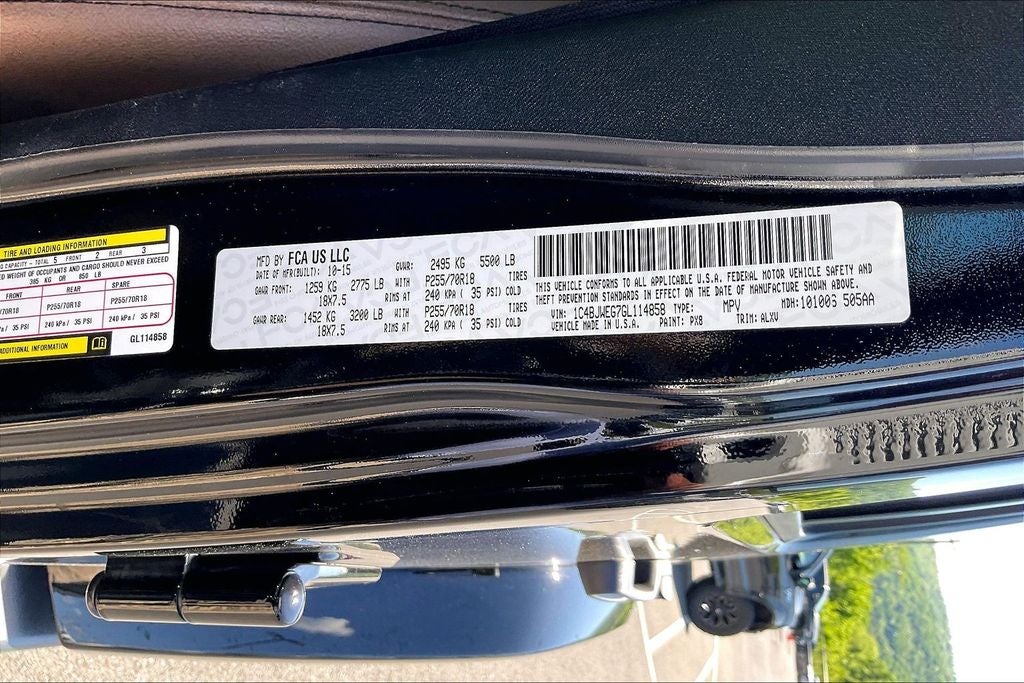 TIRE AND LOADING INFORMATION
CAPACITY - TOTAL 5 FRONT 2 REAR 3
ED WEIGHT OF OCCUPANTS AND CARGO SHOULD NEVER EXCEED
385 KG OR 850 LB
FRONT REAR SPARE
P255/70R18 P255/70R18
240 kPa / 35 PSI 240 kPa / 35 PSI
ADDITIONAL INFORMATION
GL114858
MFD BY FCA US LLC
DATE OF MFR(BUILT): 10-15 GVWR: 2495 KG 5500 LB
GAWR FRONT: 1259 KG 2775 LB WITH P255/70R18 TIRES
18X7.5 RIMS AT 240 KPA ( 35 PSI) COLD
GAWR REAR: 1452 KG 3200 LB WITH P255/70R18 TIRES
18X7.5 RIMS AT 240 KPA ( 35 PSI) COLD
THIS VEHICLE CONFORMS TO ALL APPLICABLE U.S.A. FEDERAL MOTOR VEHICLE SAFETY AND
THEFT PREVENTION STANDARDS IN EFFECT ON THE DATE OF MANUFACTURE SHOWN ABOVE.
VIN: 1C4BJWEG7GL114858 TYPE: MPV MDH: 101006 505AA
VEHICLE MADE IN U.S.A. PAINT: PX8 TRIM: ALXV